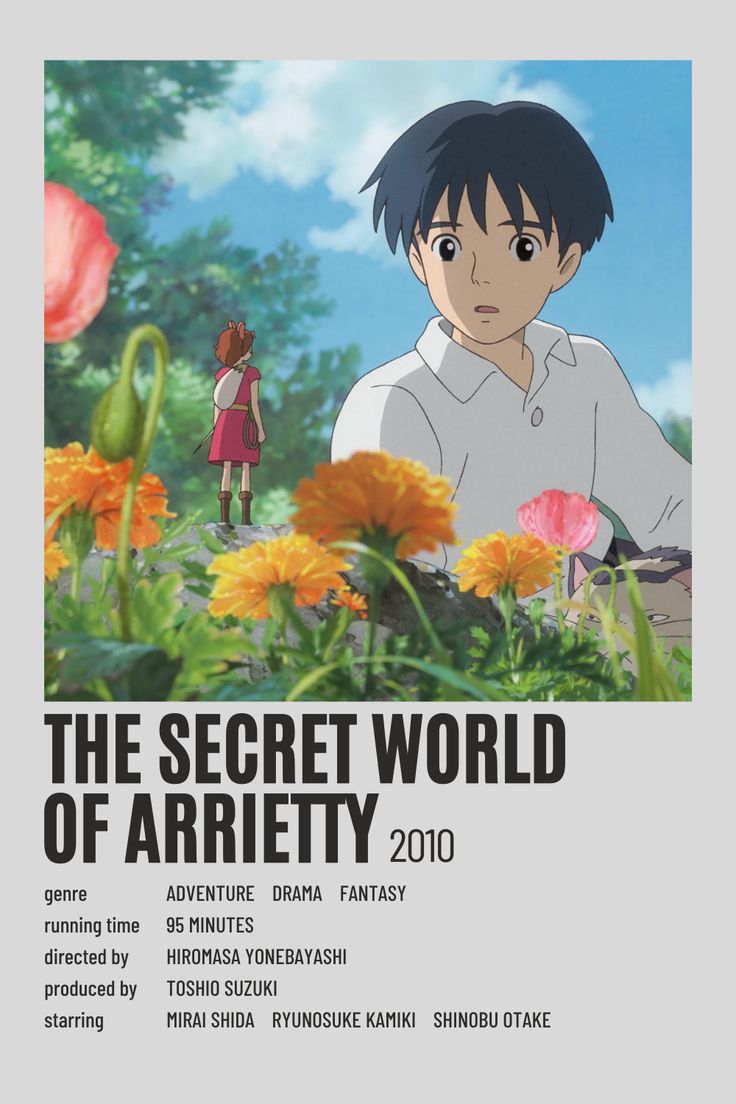 THE SECRET WORLD
OF ARRIETTY 2010
genre ADVENTURE DRAMA FANTASY
running time 95 MINUTES
directed by HIROMASA YONEBAYASHI
produced by TOSHIO SUZUKI
starring MIRAI SHIDA RYUNOSUKE KAMIKI SHINOBU OTAKE